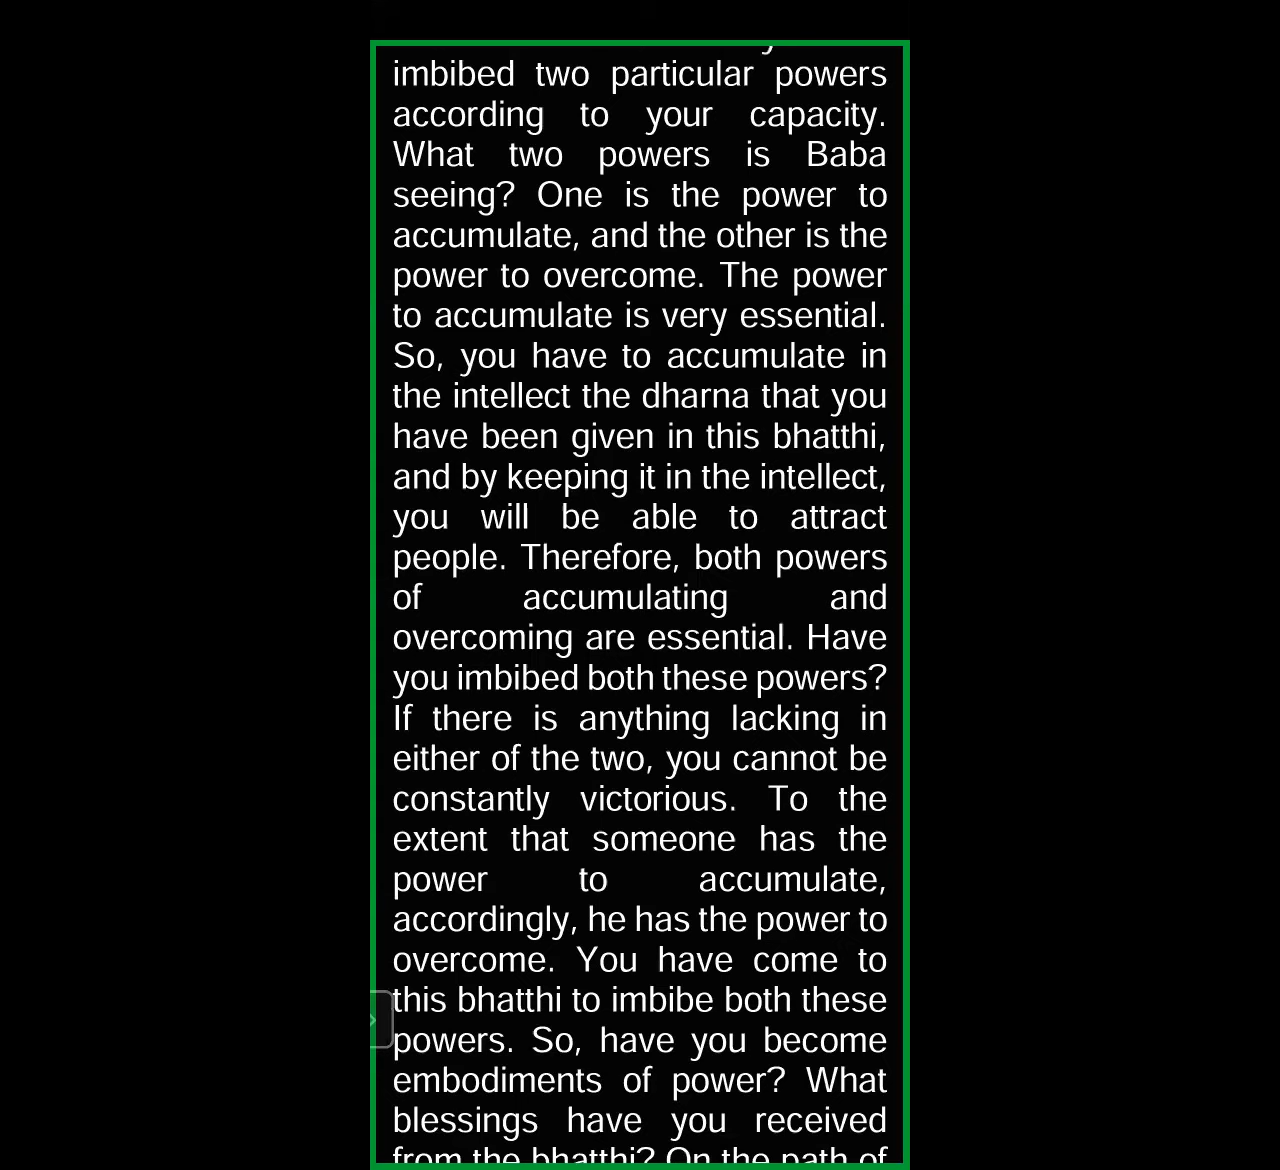 imbibed two particular powers
according to your capacity.
What two powers is Baba
seeing? One is the power to
accumulate, and the other is the
power to overcome. The power
to accumulate is very essential.
So, you have to accumulate in
the intellect the dharna that you
have been given in this bhatthi,
and by keeping it in the intellect,
you will be able to attract
people. Therefore, both powers
of accumulating and
overcoming are essential. Have
you imbibed both these powers?
If there is anything lacking in
either of the two, you cannot be
constantly victorious. To the
extent that someone has the
power to accumulate,
accordingly, he has the power to
overcome. You have come to
this bhatthi to imbibe both these
powers. So, have you become
embodiments of power? What
blessings have you received
from the bhatthi? On the path of